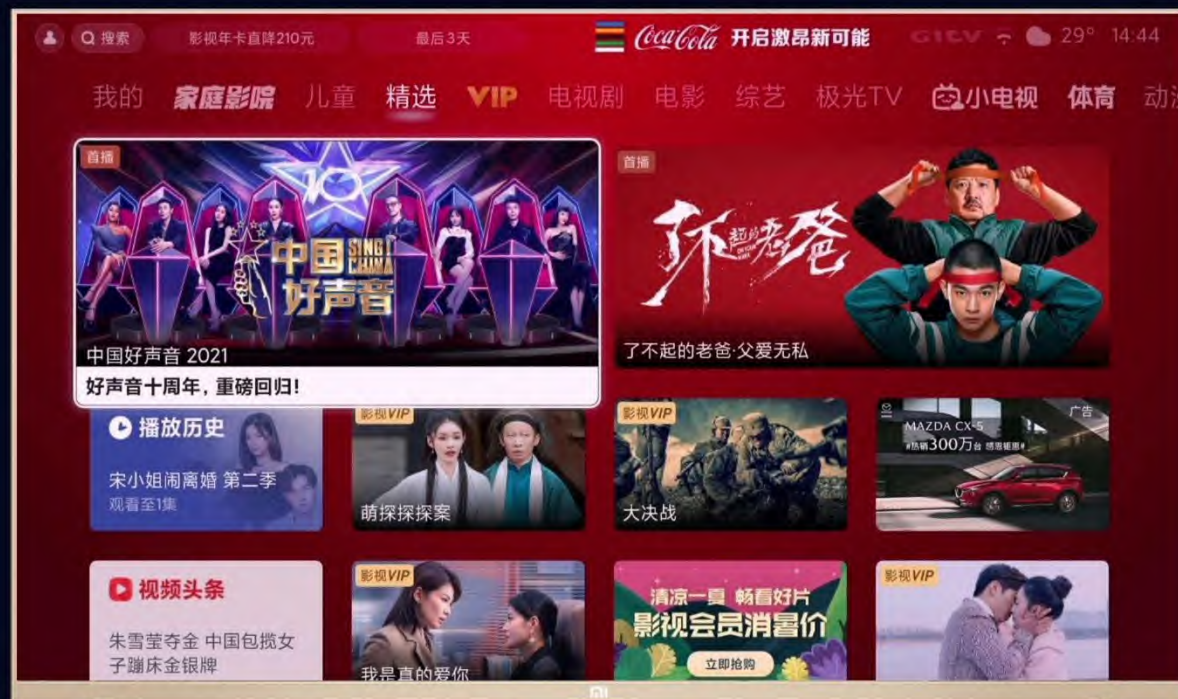 搜索
影视年卡直降210元
最后3天
Coca-Cola 开启激昂新可能
GITV
29° 14:44
我的 家庭影院 儿童 精选 VIP 电视剧 电影 综艺 极光TV 小电视 体育
首播
10
中国
SING!
CHINA
好声音
中国好声音 2021
好声音十周年，重磅回归！
首播
了不起的老爸
了不起的老爸·父爱无私
播放历史
宋小姐闹离婚 第二季
观看至1集
影视VIP
萌探探探案
影视VIP
大决战
广告
MAZDA CX-5
#热销300万台
视频头条
朱雪莹夺金 中国包揽女
子蹦床金银牌
影视VIP
我是真的爱你
清凉一夏 畅看好片
影视会员消暑价
立即抢购
影视VIP
mi